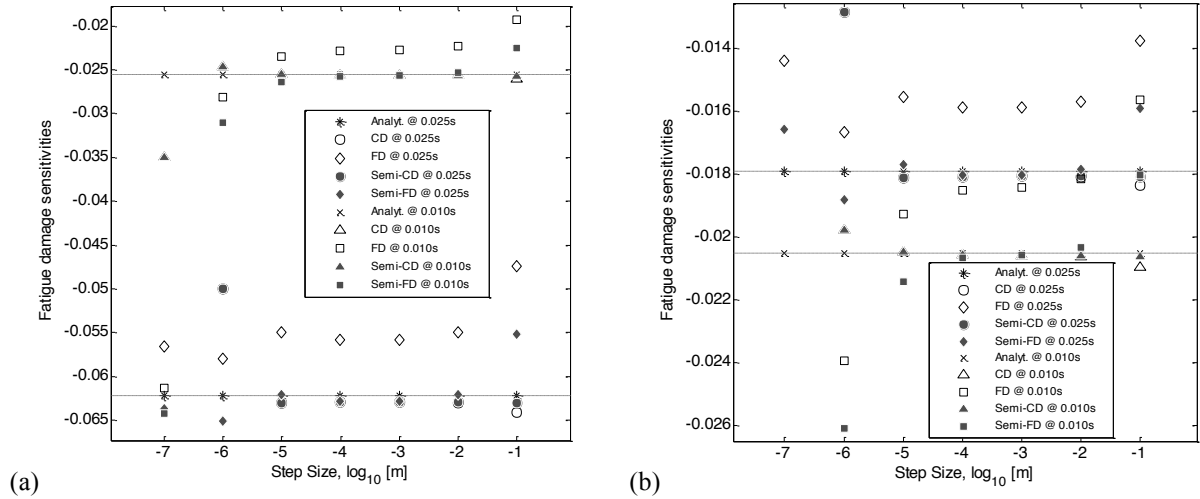 -0.02
-0.025
-0.03
-0.035
-0.04
-0.045
-0.05
-0.055
-0.06
-0.065
Fatigue damage sensitivities
Analyt. @ 0.025s
CD @ 0.025s
FD @ 0.025s
Semi-CD @ 0.025s
Semi-FD @ 0.025s
Analyt. @ 0.010s
CD @ 0.010s
FD @ 0.010s
Semi-CD @ 0.010s
Semi-FD @ 0.010s
-7 -6 -5 -4 -3 -2 -1
Step Size, log10 [m]
(a)
-0.014
-0.016
-0.018
-0.02
-0.022
-0.024
-0.026
Fatigue damage sensitivities
Analyt. @ 0.025s
CD @ 0.025s
FD @ 0.025s
Semi-CD @ 0.025s
Semi-FD @ 0.025s
Analyt. @ 0.010s
CD @ 0.010s
FD @ 0.010s
Semi-CD @ 0.010s
Semi-FD @ 0.010s
-7 -6 -5 -4 -3 -2 -1
Step Size, log10 [m]
(b)